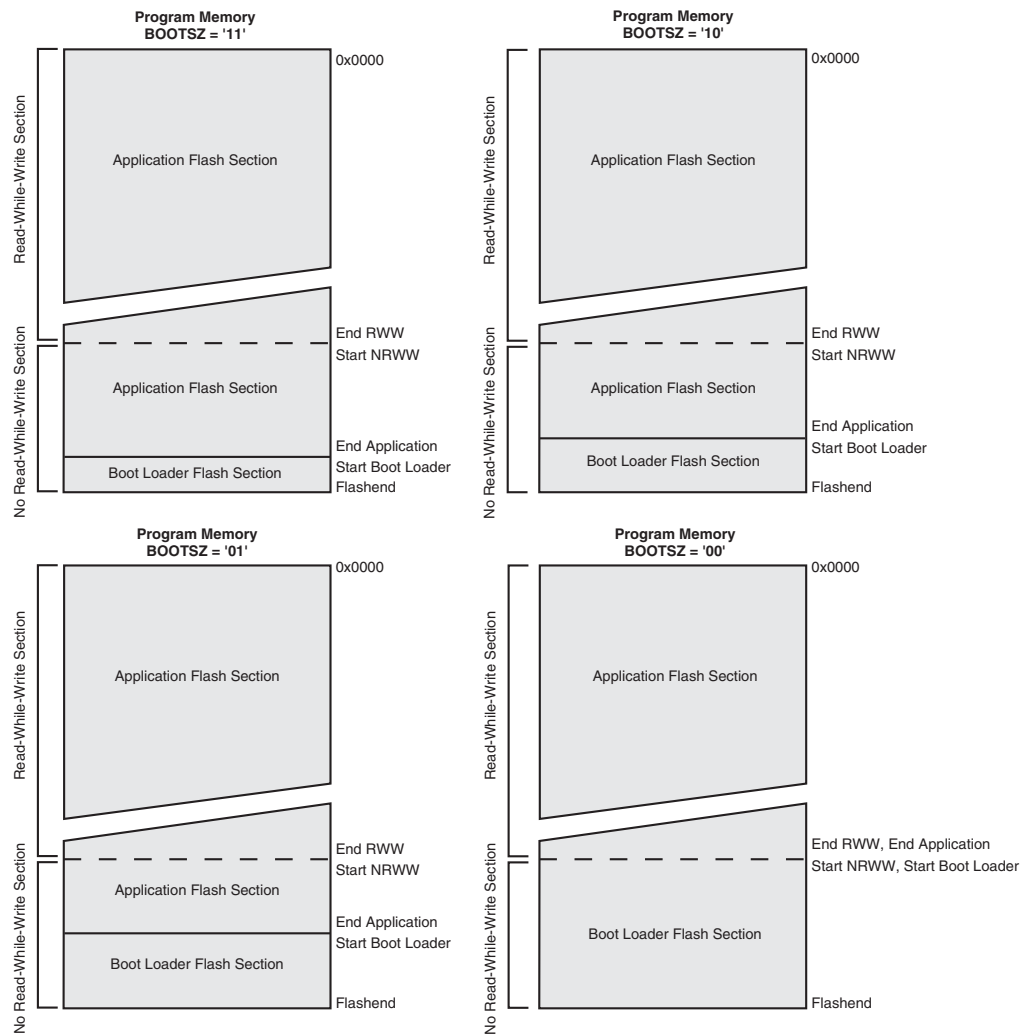 Program Memory
BOOTSZ = '11'
0x0000
Read-While-Write Section
Application Flash Section
End RWW
Start NRWW
No Read-While-Write Section
Application Flash Section
End Application
Start Boot Loader
Boot Loader Flash Section
Flashend
Program Memory
BOOTSZ = '10'
0x0000
Read-While-Write Section
Application Flash Section
End RWW
Start NRWW
No Read-While-Write Section
Application Flash Section
End Application
Start Boot Loader
Boot Loader Flash Section
Flashend
Program Memory
BOOTSZ = '01'
0x0000
Read-While-Write Section
Application Flash Section
End RWW
Start NRWW
No Read-While-Write Section
Application Flash Section
End Application
Start Boot Loader
Boot Loader Flash Section
Flashend
Program Memory
BOOTSZ = '00'
0x0000
Read-While-Write Section
Application Flash Section
End RWW, End Application
Start NRWW, Start Boot Loader
No Read-While-Write Section
Boot Loader Flash Section
Flashend